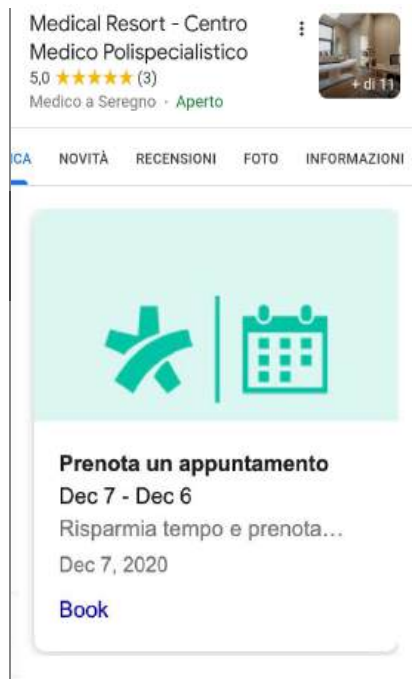 Medical Resort - Centro
Medico Polispecialistico
5,0 ★★★★★ (3)
+ di 11
Medico a Seregno · Aperto
ICA NOVITÀ RECENSIONI FOTO INFORMAZIONI
Prenota un appuntamento
Dec 7 - Dec 6
Risparmia tempo e prenota...
Dec 7, 2020
Book